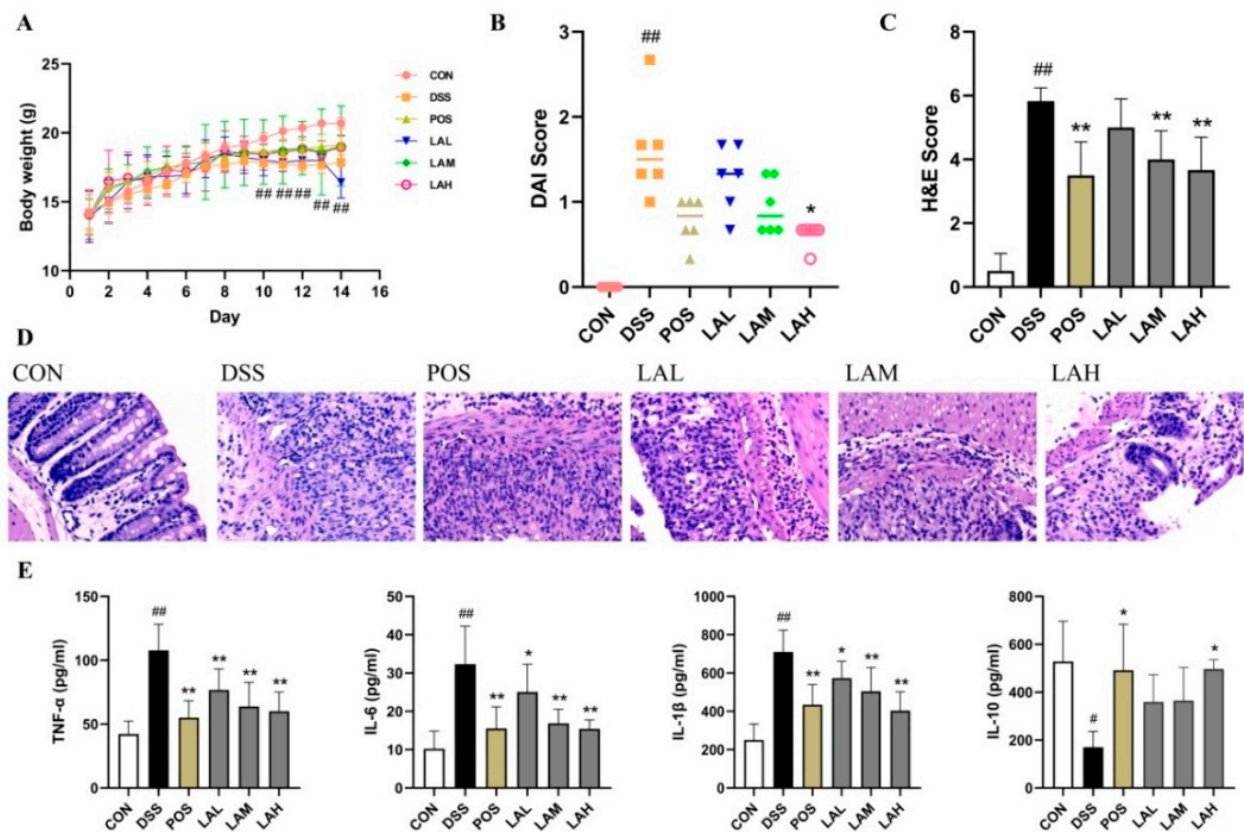 A
Body weight (g)
25
20
15
10
0 2 4 6 8 10 12 14 16
Day
## ## ## ## ##
CON
DSS
POS
LAL
LAM
LAH
B
DAI Score
3
2
1
0
##
*
CON DSS POS LAL LAM LAH
C
H&E Score
8
6
4
2
0
##
** ** **
CON DSS POS LAL LAM LAH
D
CON DSS POS LAL LAM LAH
E
TNF-α (pg/ml)
150
100
50
0
##
** ** ** **
CON DSS POS LAL LAM LAH
IL-6 (pg/ml)
50
40
30
20
10
0
##
** * ** **
CON DSS POS LAL LAM LAH
IL-1β (pg/ml)
1000
800
600
400
200
0
##
** * ** **
CON DSS POS LAL LAM LAH
IL-10 (pg/ml)
800
600
400
200
0
# * *
CON DSS POS LAL LAM LAH